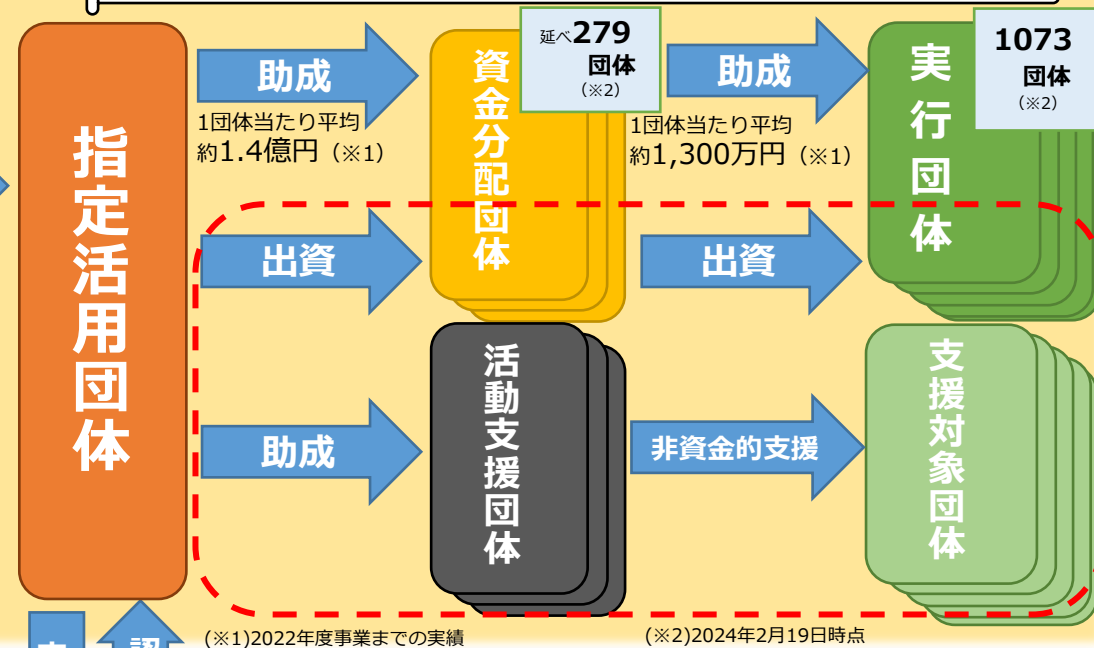 指定活用団体
助成
1団体当たり平均
約1.4億円（※1）
資金分配団体
延べ279
団体
（※2）
助成
1団体当たり平均
約1,300万円（※1）
実行団体
1073
団体
（※2）
出資
出資
助成
活動支援団体
非資金的支援
支援対象団体
認
(※1)2022年度事業までの実績
(※2)2024年2月19日時点